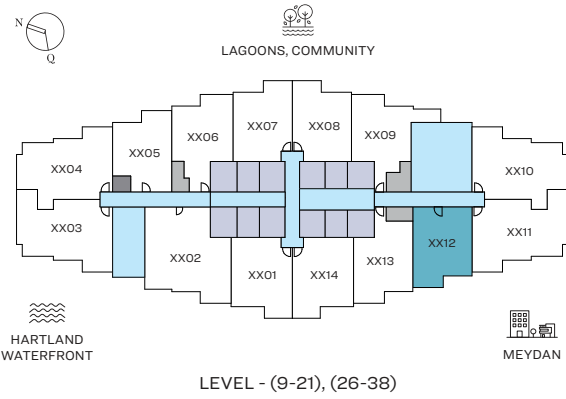 N
Q
LAGOONS, COMMUNITY
XX07
XX08
XX06
XX09
XX05
XX04
XX10
XX03
XX12
XX11
XX02
XX13
XX01
XX14
HARTLAND
WATERFRONT
MEYDAN
LEVEL - (9-21), (26-38)